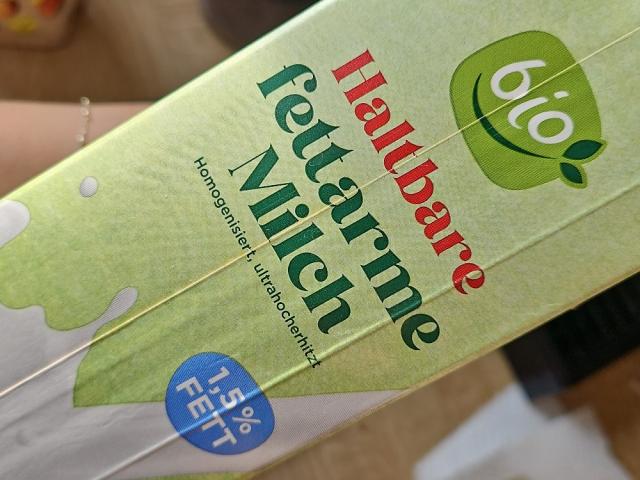 bio
Haltbare
fettarme
Milch
Homogenisiert, ultrahocherhitzt
1,5%
FETT